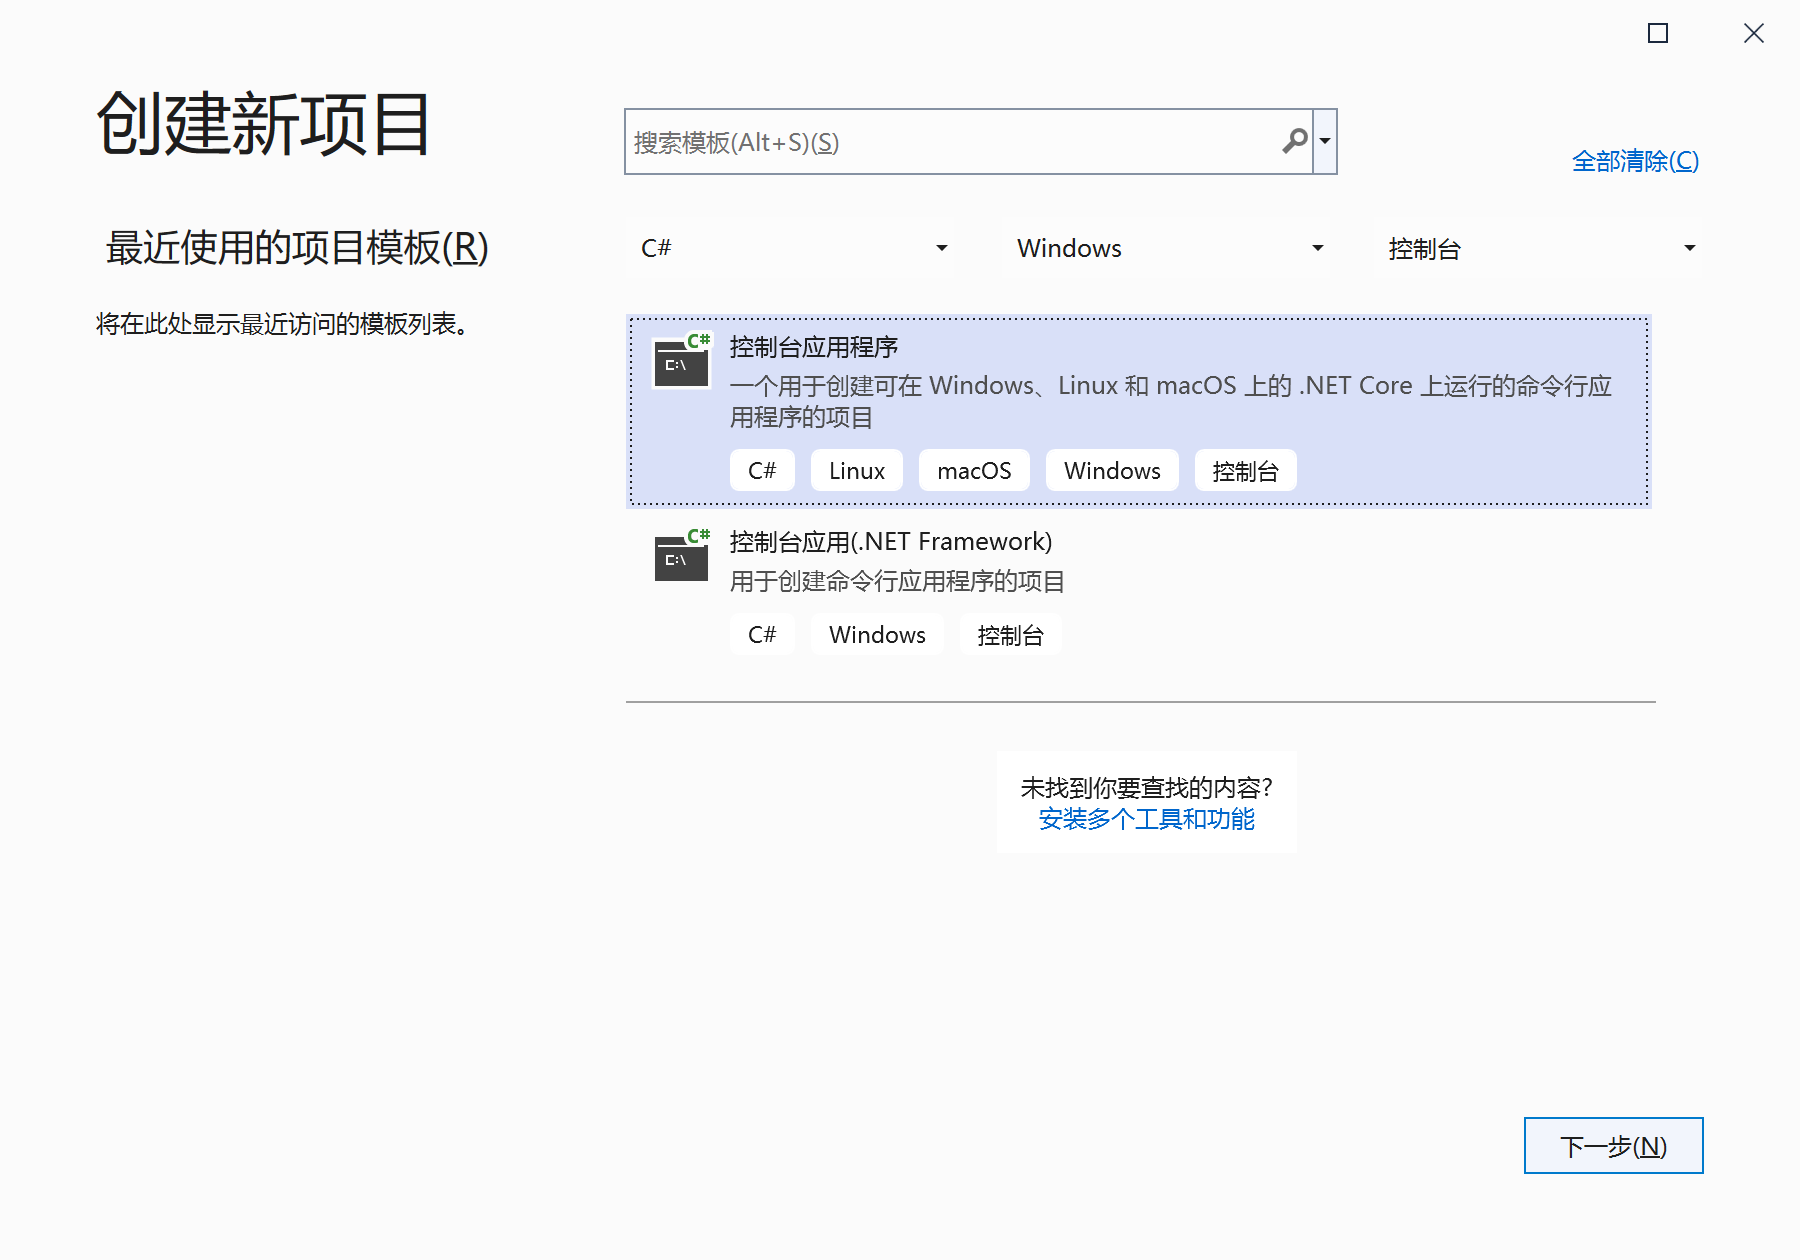 创建新项目
搜索模板(Alt+S)(S)
全部清除(C)
最近使用的项目模板(R)
将在此处显示最近访问的模板列表。
C# Windows 控制台
C#
C:\
控制台应用程序
一个用于创建可在 Windows、Linux 和 macOS 上的 .NET Core 上运行的命令行应
用程序的项目
C# Linux macOS Windows 控制台
C#
C:\
控制台应用(.NET Framework)
用于创建命令行应用程序的项目
C# Windows 控制台
未找到你要查找的内容?
安装多个工具和功能
下一步(N)